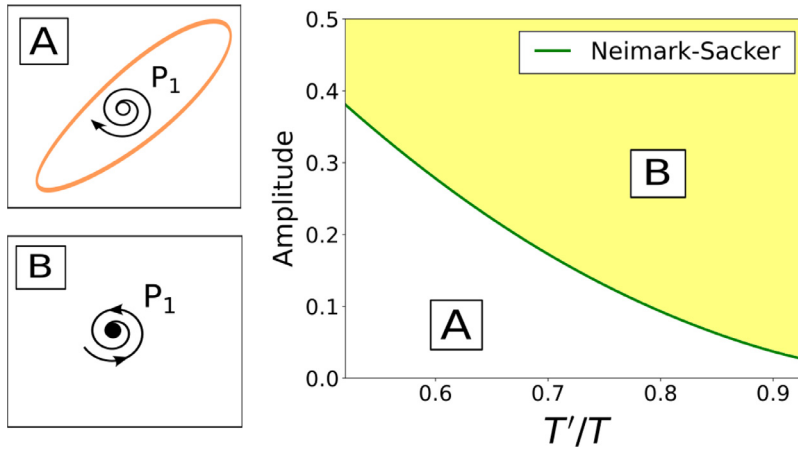 A
P₁
B
P₁
0.5
0.4
0.3
0.2
0.1
0.0
Amplitude
Neimark-Sacker
B
A
0.6 0.7 0.8 0.9
T'/T